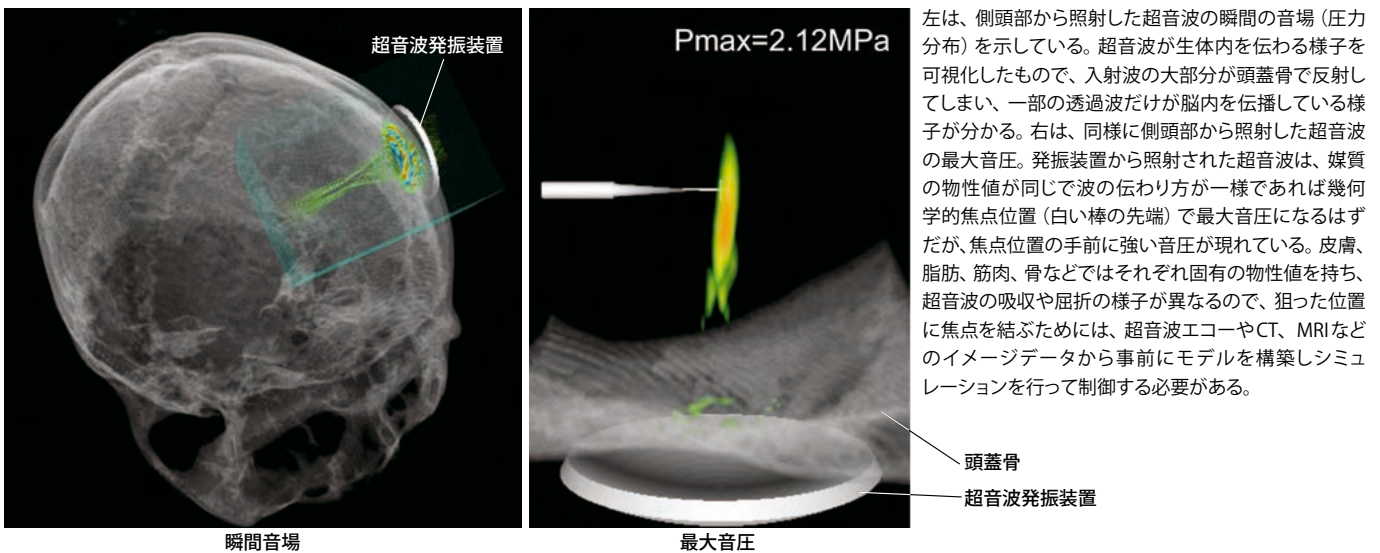 超音波発振装置
瞬間音場
Pmax=2.12MPa
最大音圧
左は、側頭部から照射した超音波の瞬間の音場（圧力
分布）を示している。超音波が生体内を伝わる様子を
可視化したもので、入射波の大部分が頭蓋骨で反射し
てしまい、一部の透過波だけが脳内を伝播している様
子が分かる。右は、同様に側頭部から照射した超音波
の最大音圧。発振装置から照射された超音波は、媒質
の物性値が同じで波の伝わり方が一様であれば幾何
学的焦点位置（白い棒の先端）で最大音圧になるはず
だが、焦点位置の手前に強い音圧が現れている。皮膚、
脂肪、筋肉、骨などではそれぞれ固有の物性値を持ち、
超音波の吸収や屈折の様子が異なるので、狙った位置
に焦点を結ぶためには、超音波エコーやCT、MRIなど
のイメージデータから事前にモデルを構築しシミュ
レーションを行って制御する必要がある。
頭蓋骨
超音波発振装置